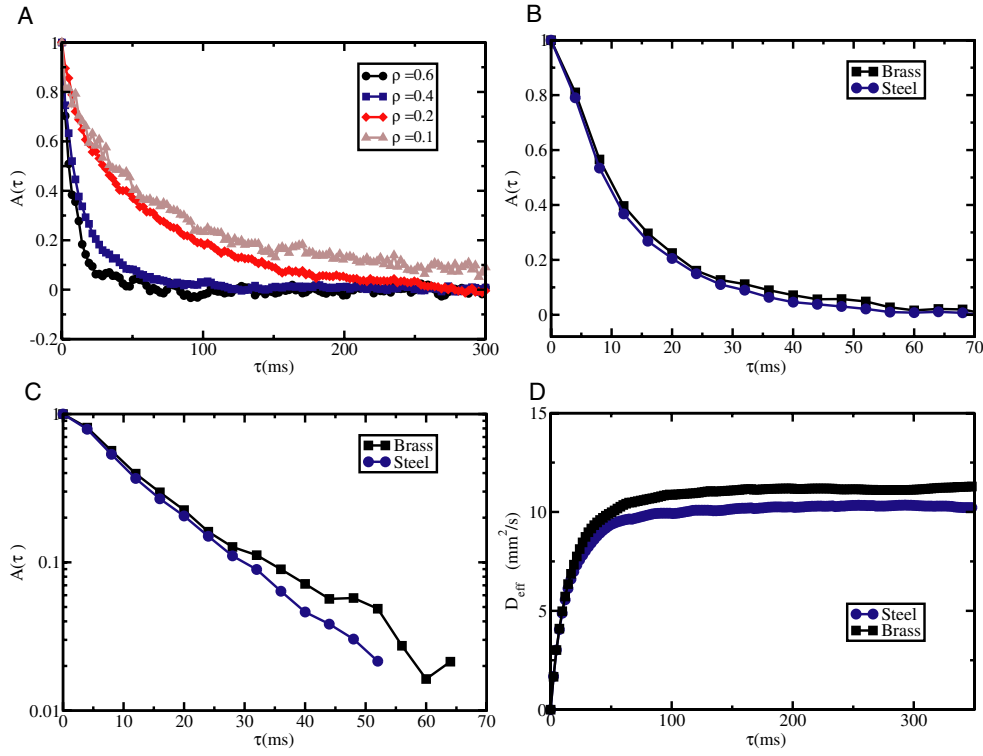 A
1
0.8
0.6
0.4
0.2
0
-0.2
A(τ)
0
100
200
300
τ(ms)
ρ =0.6
ρ =0.4
ρ =0.2
ρ =0.1
B
1
0.8
0.6
0.4
0.2
0
A(τ)
0
10
20
30
40
50
60
70
τ(ms)
Brass
Steel
C
1
0.1
0.01
A(τ)
0
10
20
30
40
50
60
70
τ(ms)
Brass
Steel
D
15
10
5
0
D_eff (mm²/s)
0
100
200
300
τ(ms)
Steel
Brass